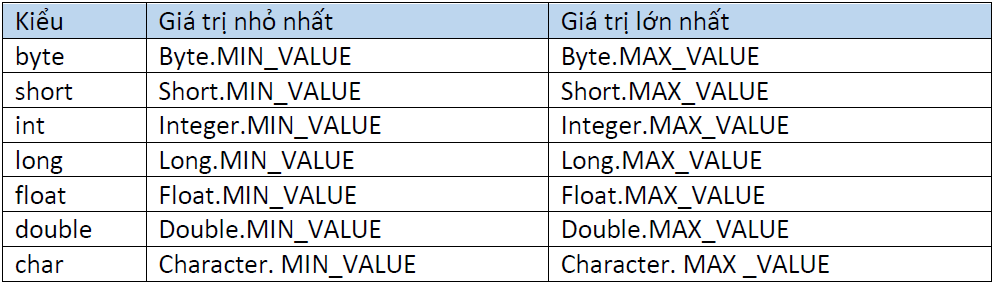 Kiểu Giá trị nhỏ nhất Giá trị lớn nhất
byte Byte.MIN_VALUE Byte.MAX_VALUE
short Short.MIN_VALUE Short.MAX_VALUE
int Integer.MIN_VALUE Integer.MAX_VALUE
long Long.MIN_VALUE Long.MAX_VALUE
float Float.MIN_VALUE Float.MAX_VALUE
double Double.MIN_VALUE Double.MAX_VALUE
char Character. MIN_VALUE Character. MAX _VALUE